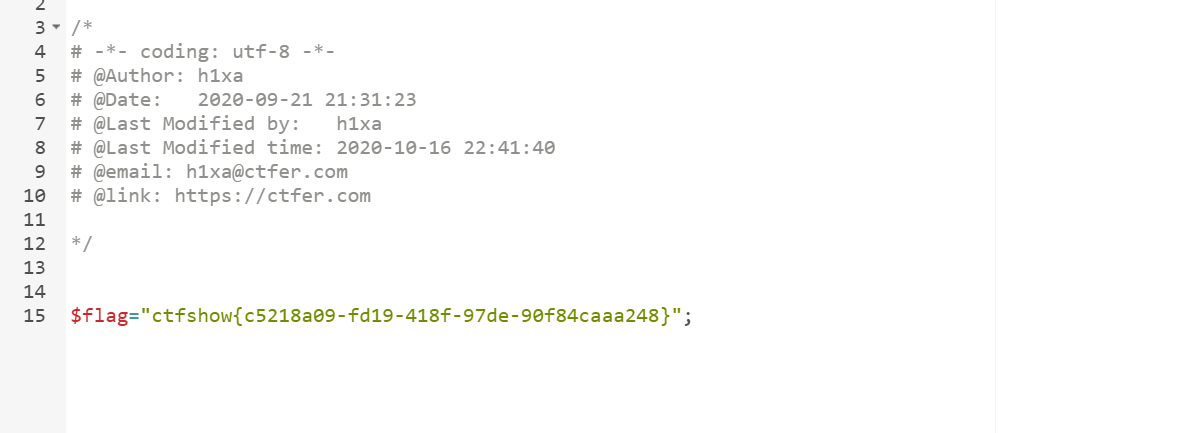 2
3 /*
4 # -*- coding: utf-8 -*-
5 # @Author: h1xa
6 # @Date:   2020-09-21 21:31:23
7 # @Last Modified by:   h1xa
8 # @Last Modified time: 2020-10-16 22:41:40
9 # @email: h1xa@ctfer.com
10 # @link: https://ctfer.com
11
12 */
13
14
15 $flag="ctfshow{c5218a09-fd19-418f-97de-90f84caaa248}";